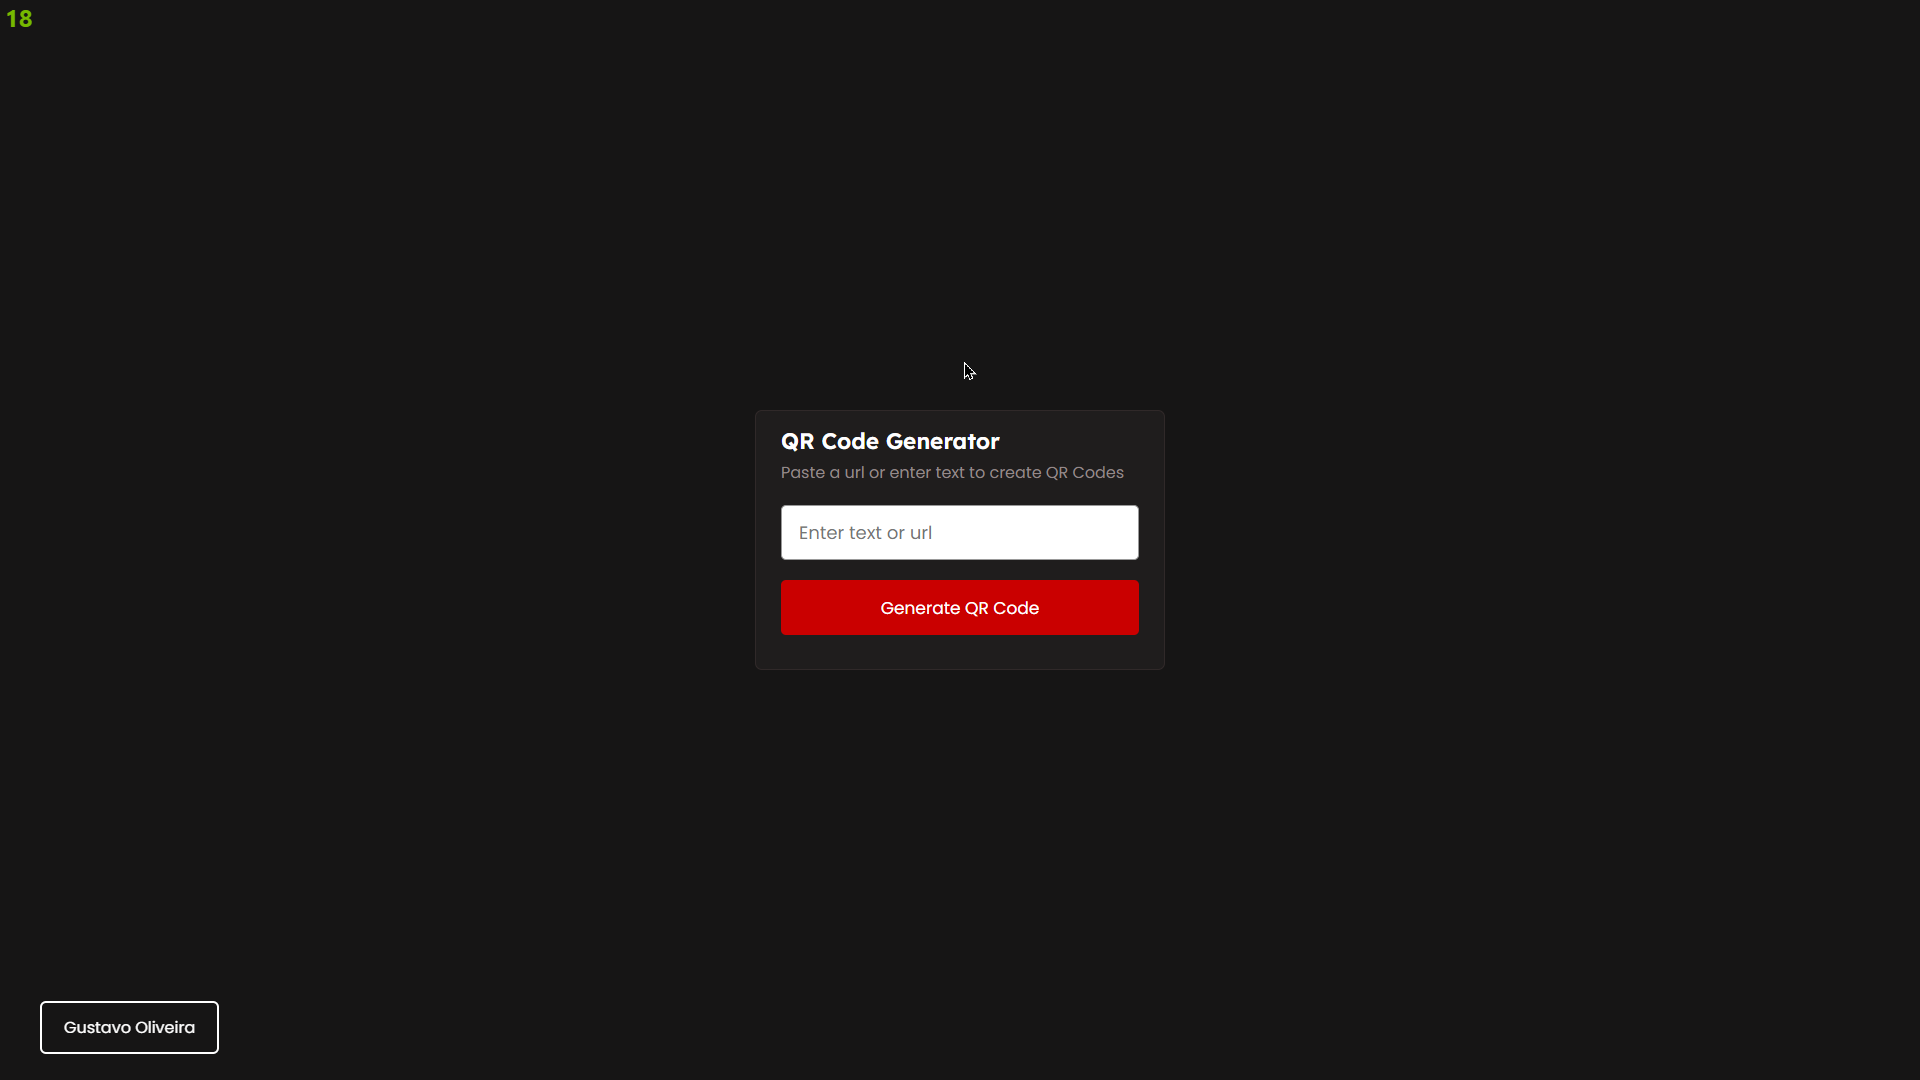 18
QR Code Generator
Paste a url or enter text to create QR Codes
Enter text or url
Generate QR Code
Gustavo Oliveira